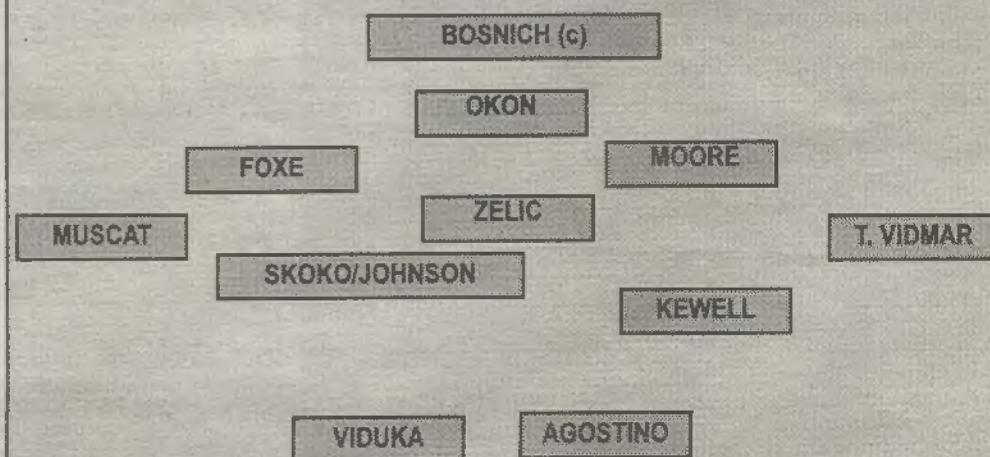 BOSNICH (c)
OKON
FOXE
MOORE
ZELIC
MUSCAT
T. VIDMAR
SKOKO/JOHNSON
KEWELL
VIDUKA
AGOSTINO